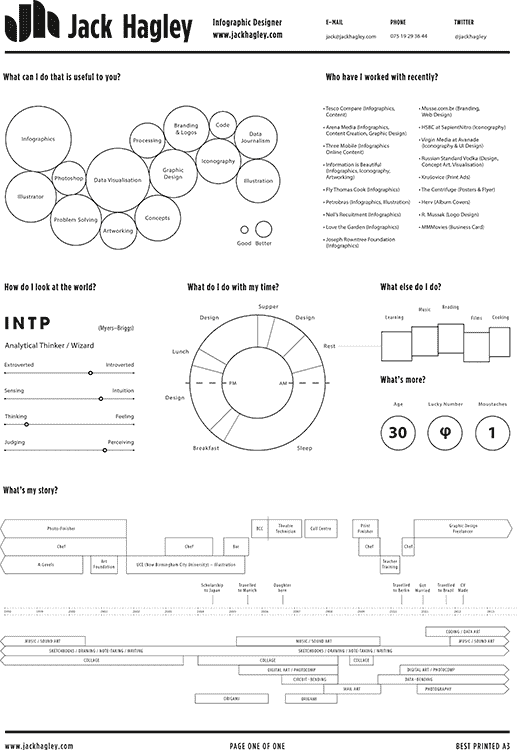 Jack Hagley
Infographic Designer
www.jackhagley.com
E-MAIL
jack@jackhagley.com
PHONE
075 19 29 36 44
TWITTER
@jackhagley
What can I do that is useful to you?
Infographics
Illustrator
Photoshop
Problem Solving
Data Visualisation
Artworking
Processing
Branding
& Logos
Graphic
Design
Concepts
Code
Iconography
Data
Journalism
Illustration
Good
Better
Who have I worked with recently?
• Tesco Compare (Infographics,
Content)
• Arena Media (Infographics,
Content Creation, Graphic Design)
• Three Mobile (Infographics
Online Content)
• Information is Beautiful
(Infographics, Iconography,
Artworking)
• Fly Thomas Cook (Infographics)
• Petrobras (Infographics, Illustration)
• Neil's Recruitment (Infographics)
• Love the Garden (Infographics)
• Joseph Rowntree Foundation
(Infographics)
• Musse.com.br (Branding,
Web Design)
• HSBC at SapientNitro (Iconography)
• Virgin Media at Avanade
(Iconography & UI Design)
• Russian Standard Vodka (Design,
Concept Art, Visualisation)
• Krušovice (Print Ads)
• The Centrifuge (Posters & Flyer)
• Herv (Album Covers)
• R. Mussak (Logo Design)
• MMMovies (Business Card)
How do I look at the world?
INTP
(Myers-Briggs)
Analytical Thinker / Wizard
Extroverted
Introverted
Sensing
Intuition
Thinking
Feeling
Judging
Perceiving
What do I do with my time?
Supper
Design
Design
Lunch
Rest
PM
AM
Design
Breakfast
Sleep
What else do I do?
Learning
Music
Reading
Films
Cooking
What's more?
Age
Lucky Number
Moustaches
30
φ
1
What's my story?
Photo-Finisher
BCC
Theatre
Technician
Call Centre
Print
Finisher
Graphic Design
Freelancer
Chef
Chef
Bar
Chef
Chef
A-Levels
Art
Foundation
UCE (Now Birmingham City University) – Illustration
Teacher
Training
Scholarship
to Japan
Travelled
to Munich
Daughter
born
Travelled
to Berlin
Got
Married
Travelled
to Brazil
CV
Made
CODING / DATA ART
MUSIC / SOUND ART
MUSIC / SOUND ART
MUSIC / SOUND ART
SKETCHBOOKS / DRAWING / NOTE-TAKING / WRITING
SKETCHBOOKS / DRAWING / NOTE-TAKING / WRITING
COLLAGE
COLLAGE
COLLAGE
DIGITAL ART / PHOTOCOMP
DIGITAL ART / PHOTOCOMP
CIRCUIT-BENDING
DATA-BENDING
MAIL ART
PHOTOGRAPHY
ORIGAMI
www.jackhagley.com
PAGE ONE OF ONE
BEST PRINTED A3